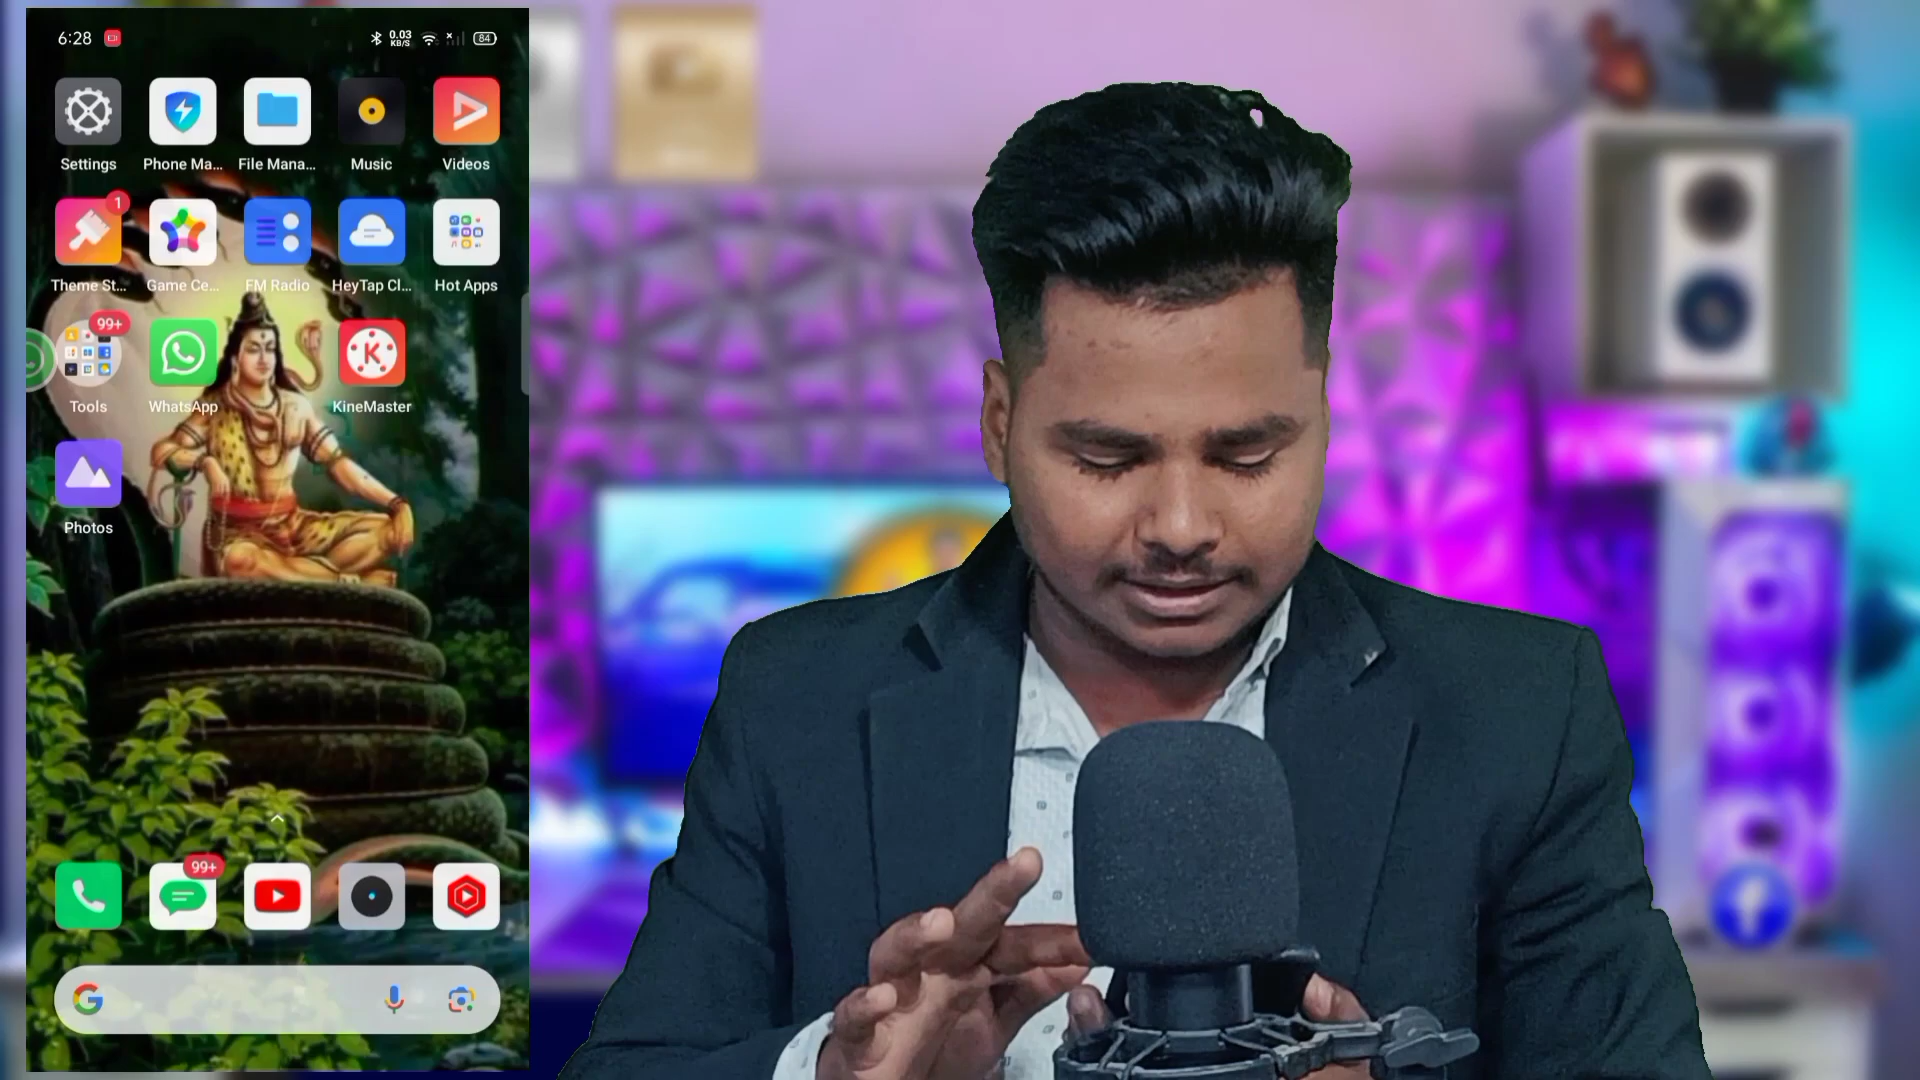 6:28
0.03
KB/S
84
Settings
Phone Ma...
File Mana...
Music
Videos
1
Theme St...
Game Ce...
FM Radio
HeyTap Cl...
Hot Apps
99+
K
Tools
WhatsApp
KineMaster
Photos
99+
G